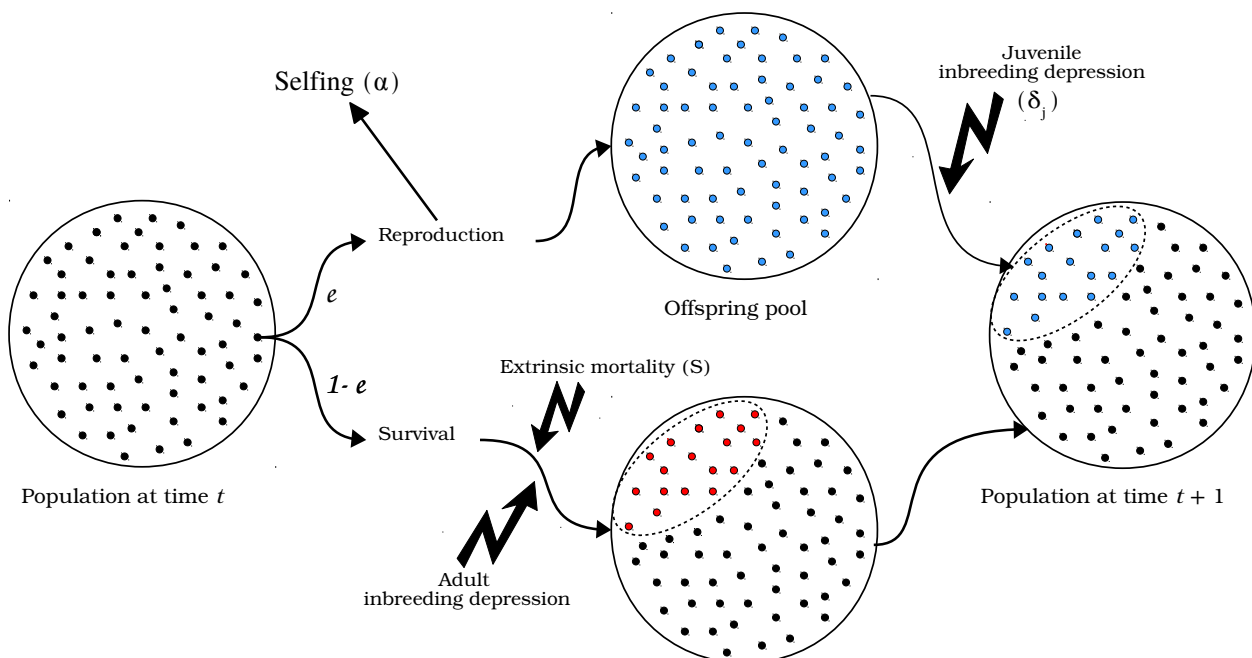 Juvenile
inbreeding depression
(δj)
Selfing (α)
Reproduction
e
Offspring pool
Extrinsic mortality (S)
1- e
Survival
Population at time t
Population at time t + 1
Adult
inbreeding depression